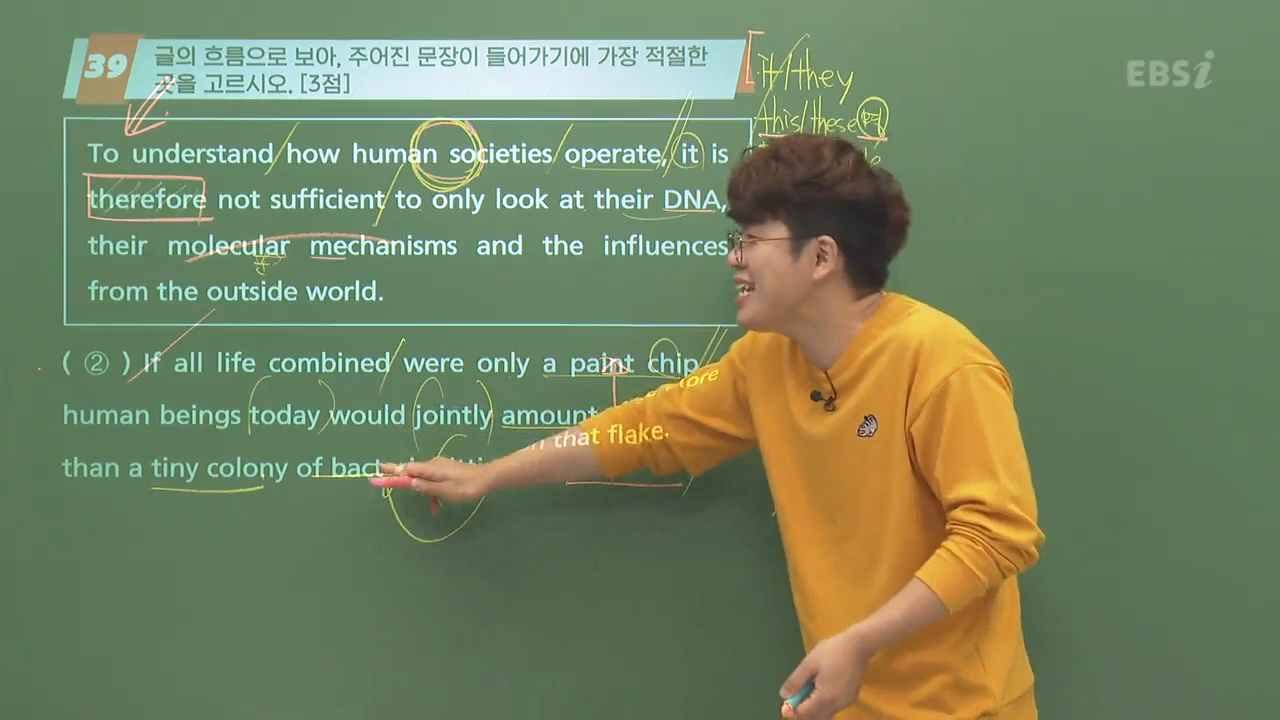 39 글의 흐름으로 보아, 주어진 문장이 들어가기에 가장 적절한
곳을 고르시오. [3점]
EBSi
it/they
this/these
To understand how human societies operate, it is
therefore not sufficient to only look at their DNA,
their molecular mechanisms and the influences
from the outside world.
( ② ) If all life combined were only a paint chip
human beings today would jointly amount
that flake.
than a tiny colony of